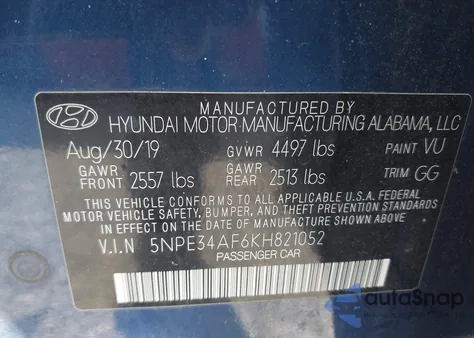 MANUFACTURED BY
HYUNDAI MOTOR MANUFACTURING ALABAMA, LLC
Aug/30/19 GVWR 4497 lbs PAINT VU
GAWR FRONT 2557 lbs GAWR REAR 2513 lbs TRIM GG
THIS VEHICLE CONFORMS TO ALL APPLICABLE U.S.A. FEDERAL
MOTOR VEHICLE SAFETY, BUMPER, AND THEFT PREVENTION STANDARDS
IN EFFECT ON THE DATE OF MANUFACTURE SHOWN ABOVE.
V.I.N 5NPE34AF6KH821052
PASSENGER CAR
autoSnap